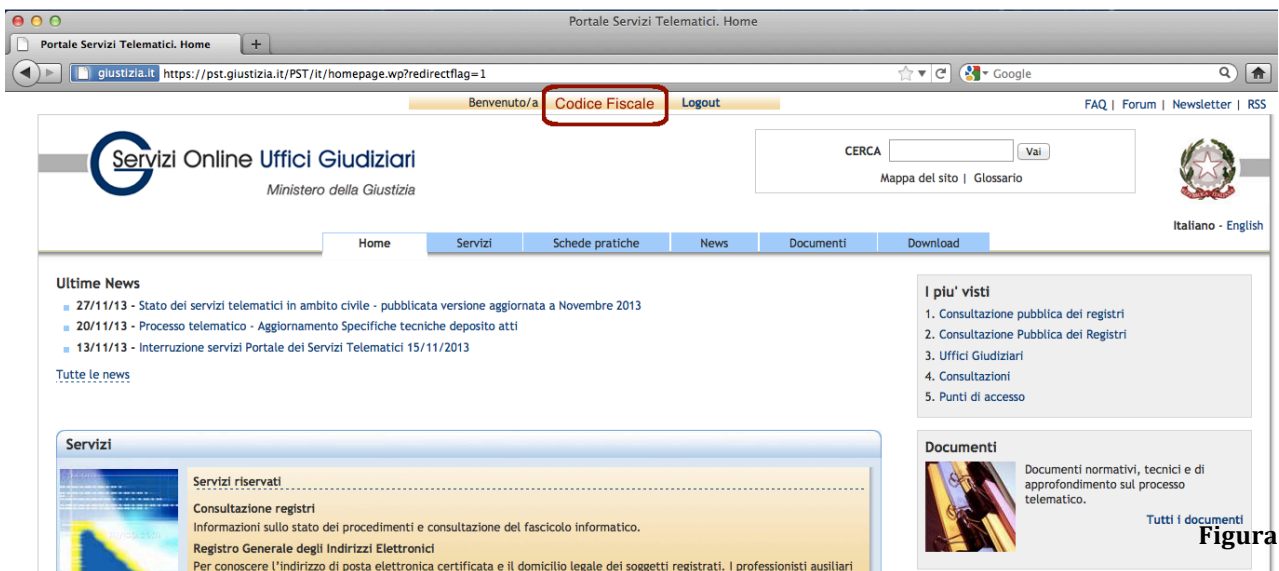 Portale Servizi Telematici. Home
Portale Servizi Telematici. Home +
giustizia.it https://pst.giustizia.it/PST/it/homepage.wp?redirectflag=1
Google
Benvenuto/a Codice Fiscale Logout
FAQ | Forum | Newsletter | RSS
Servizi Online Uffici Giudiziari
Ministero della Giustizia
CERCA Vai
Mappa del sito | Glossario
Italiano - English
Home Servizi Schede pratiche News Documenti Download
Ultime News
27/11/13 - Stato dei servizi telematici in ambito civile - pubblicata versione aggiornata a Novembre 2013
20/11/13 - Processo telematico - Aggiornamento Specifiche tecniche deposito atti
13/11/13 - Interruzione servizi Portale dei Servizi Telematici 15/11/2013
Tutte le news
I piu' visti
1. Consultazione pubblica dei registri
2. Consultazione Pubblica dei Registri
3. Uffici Giudiziari
4. Consultazioni
5. Punti di accesso
Servizi
Servizi riservati
Consultazione registri
Informazioni sullo stato dei procedimenti e consultazione del fascicolo informatico.
Registro Generale degli Indirizzi Elettronici
Per conoscere l'indirizzo di posta elettronica certificata e il domicilio legale dei soggetti registrati. I professionisti ausiliari
Documenti
Documenti normativi, tecnici e di
approfondimento sul processo
telematico.
Tutti i documenti
Figura